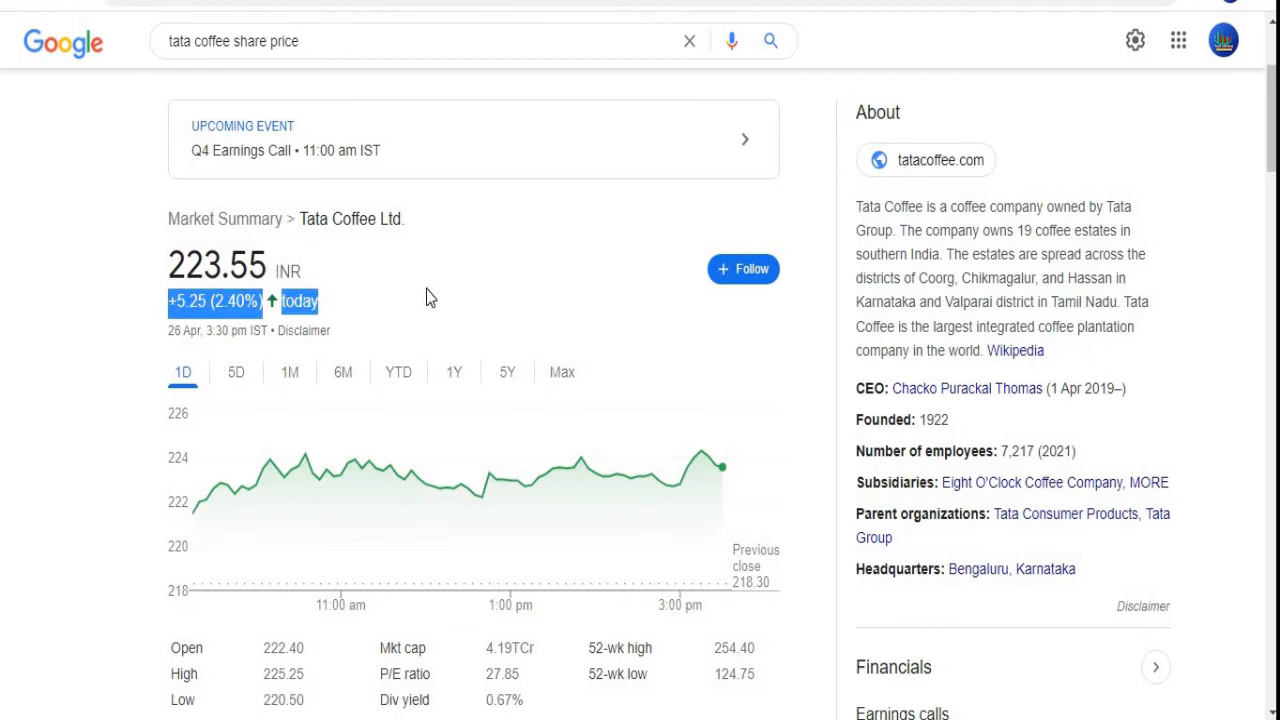 Google
tata coffee share price
UPCOMING EVENT
Q4 Earnings Call • 11:00 am IST
Market Summary > Tata Coffee Ltd.
223.55 INR
+ Follow
+5.25 (2.40%) ↑ today
26 Apr, 3:30 pm IST • Disclaimer
1D 5D 1M 6M YTD 1Y 5Y Max
226
224
222
220
218
Previous
close
218.30
11:00 am 1:00 pm 3:00 pm
Open 222.40 Mkt cap 4.19TCr 52-wk high 254.40
High 225.25 P/E ratio 27.85 52-wk low 124.75
Low 220.50 Div yield 0.67%
About
tatacoffee.com
Tata Coffee is a coffee company owned by Tata
Group. The company owns 19 coffee estates in
southern India. The estates are spread across the
districts of Coorg, Chikmagalur, and Hassan in
Karnataka and Valparai district in Tamil Nadu. Tata
Coffee is the largest integrated coffee plantation
company in the world. Wikipedia
CEO: Chacko Purackal Thomas (1 Apr 2019–)
Founded: 1922
Number of employees: 7,217 (2021)
Subsidiaries: Eight O'Clock Coffee Company, MORE
Parent organizations: Tata Consumer Products, Tata
Group
Headquarters: Bengaluru, Karnataka
Disclaimer
Financials
Earnings calls